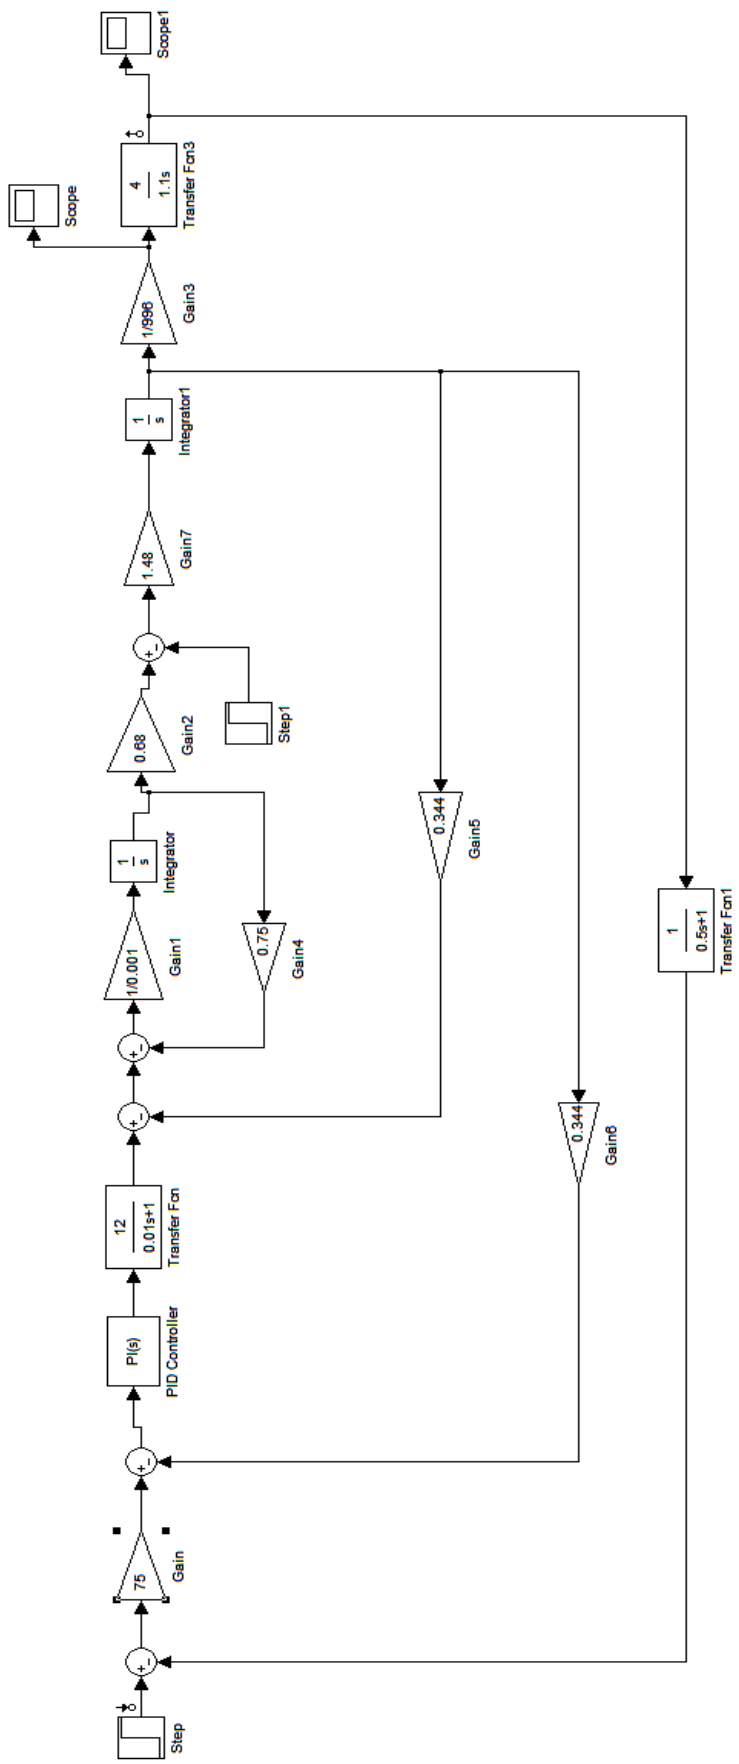 Step
+
-
75
Gain
+
-
PI(s)
PID Controller
12
0.01s+1
Transfer Fcn
+
-
+
-
1/0.001
Gain1
1
s
Integrator
0.75
Gain4
0.68
Gain2
+
-
Step1
1.48
Gain7
1
s
Integrator1
1/996
Gain3
Scope
4
1.1s
Transfer Fcn3
Scope1
0.344
Gain5
0.344
Gain6
1
0.5s+1
Transfer Fcn1